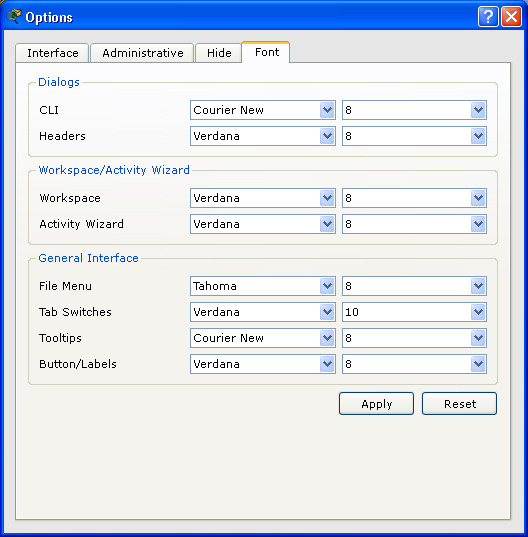 Options
Interface Administrative Hide Font
Dialogs
CLI Courier New 8
Headers Verdana 8
Workspace/Activity Wizard
Workspace Verdana 8
Activity Wizard Verdana 8
General Interface
File Menu Tahoma 8
Tab Switches Verdana 10
Tooltips Courier New 8
Button/Labels Verdana 8
Apply Reset